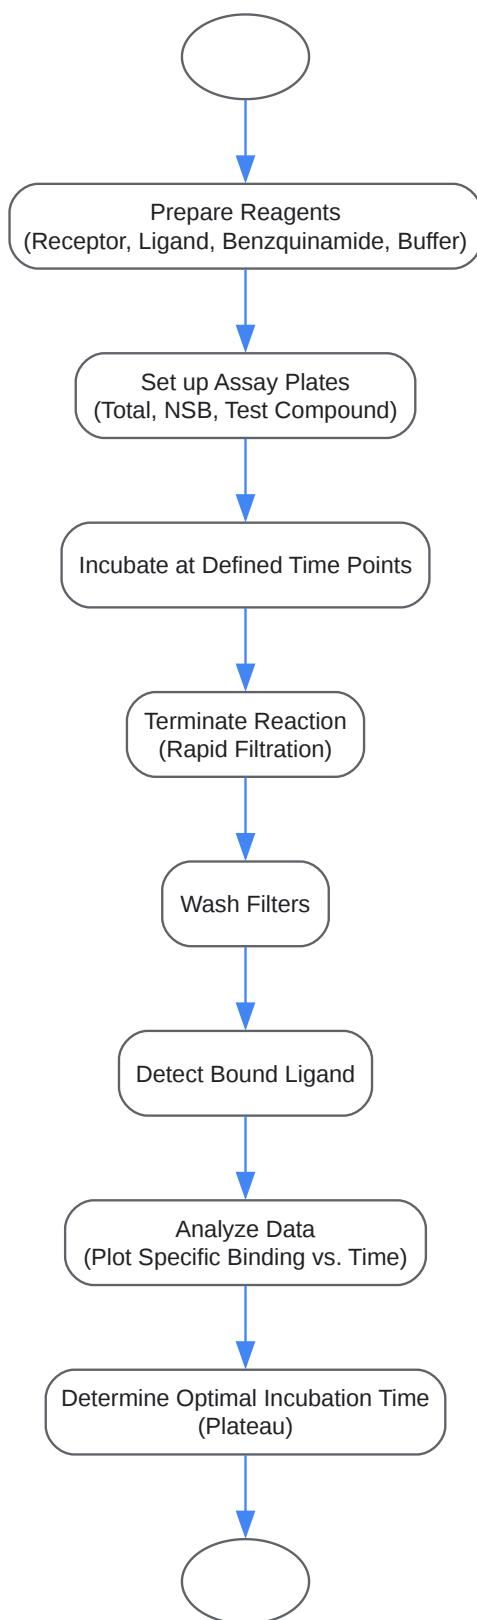 Prepare Reagents
(Receptor, Ligand, Benzquinamide, Buffer)
Set up Assay Plates
(Total, NSB, Test Compound)
Incubate at Defined Time Points
Terminate Reaction
(Rapid Filtration)
Wash Filters
Detect Bound Ligand
Analyze Data
(Plot Specific Binding vs. Time)
Determine Optimal Incubation Time
(Plateau)